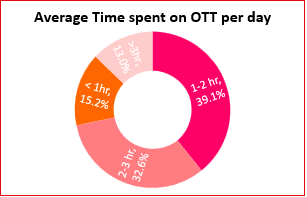 Average Time spent on OTT per day
1-2 hr,
39.1%
2-3 hr,
32.6%
< 1hr,
15.2%
>3hr,
13.0%